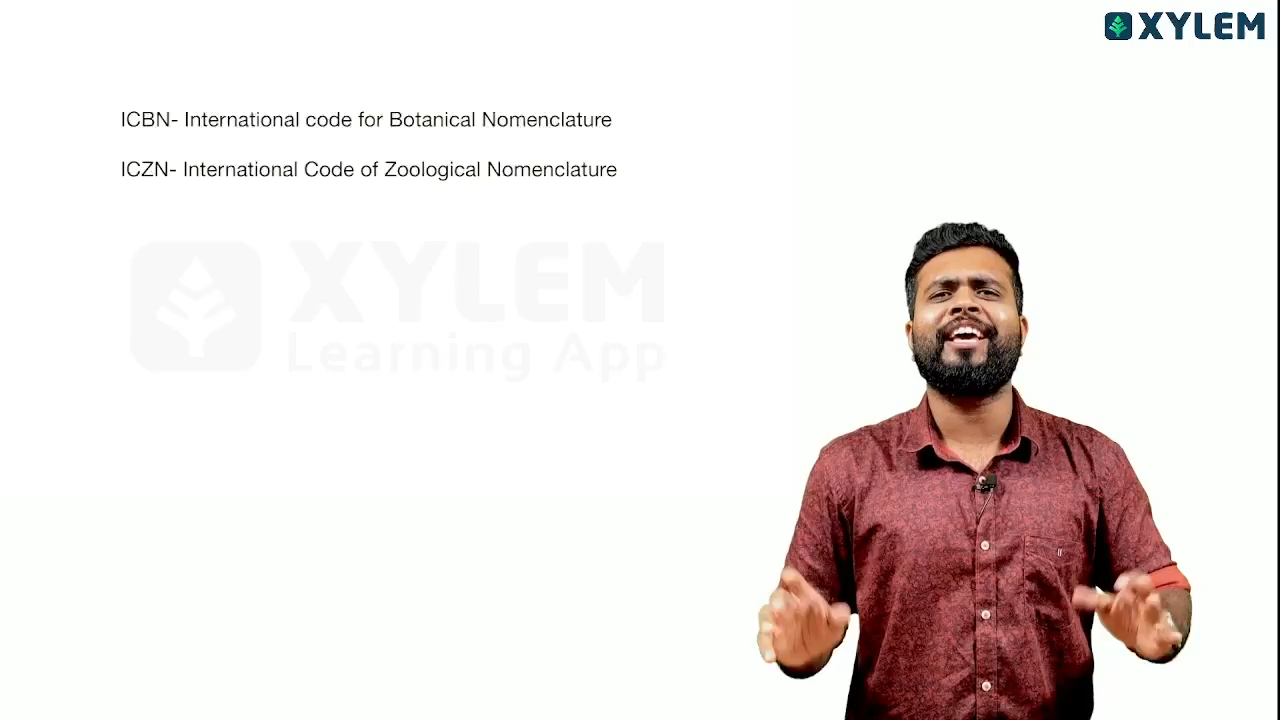 XYLEM
ICBN- International code for Botanical Nomenclature
ICZN- International Code of Zoological Nomenclature
XYLEM
Learning App